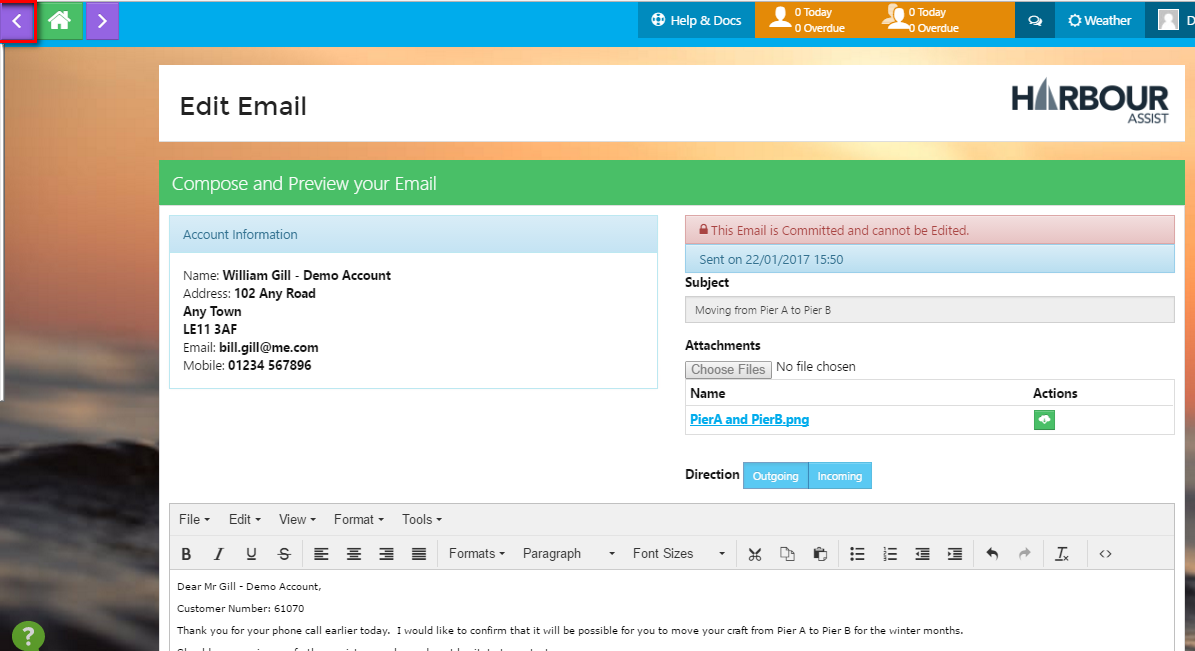 Help & Docs
0 Today
0 Overdue
0 Today
0 Overdue
Weather
D
Edit Email
HARBOUR
ASSIST
Compose and Preview your Email
Account Information
Name: William Gill - Demo Account
Address: 102 Any Road
Any Town
LE11 3AF
Email: bill.gill@me.com
Mobile: 01234 567896
This Email is Committed and cannot be Edited.
Sent on 22/01/2017 15:50
Subject
Moving from Pier A to Pier B
Attachments
Choose Files No file chosen
Name Actions
PierA and PierB.png
Direction Outgoing Incoming
File Edit View Format Tools
B I U S Formats Paragraph Font Sizes
Dear Mr Gill - Demo Account,
Customer Number: 61070
Thank you for your phone call earlier today. I would like to confirm that it will be possible for you to move your craft from Pier A to Pier B for the winter months.
?